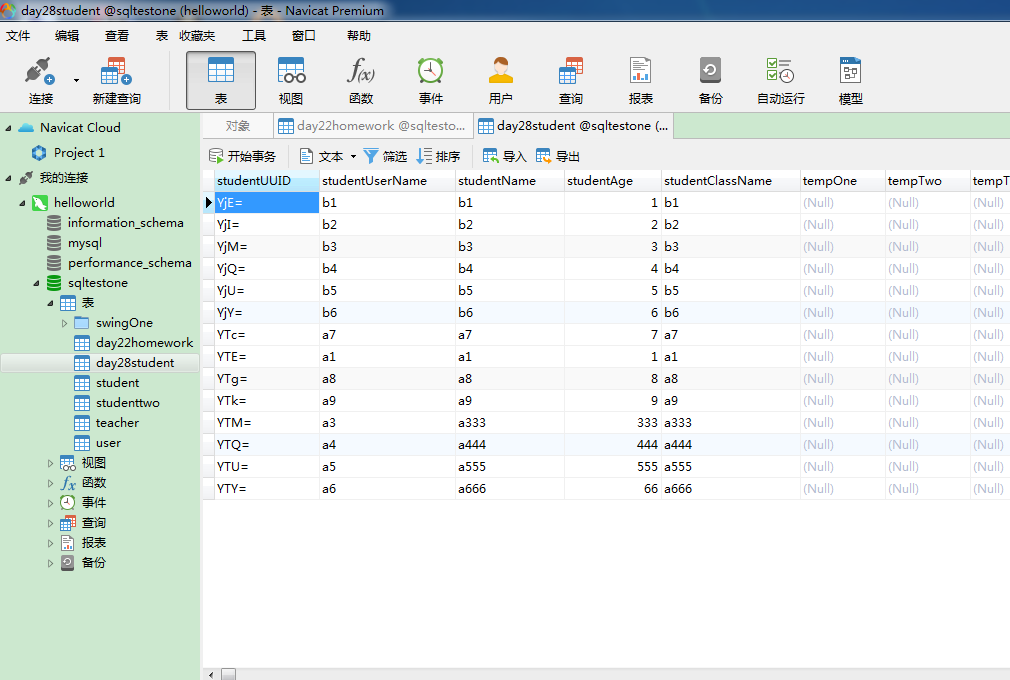 day28student @sqltestone (helloworld) - 表 - Navicat Premium
文件 编辑 查看 表 收藏夹 工具 窗口 帮助
连接 新建查询 表 视图 函数 事件 用户 查询 报表 备份 自动运行 模型
Navicat Cloud
Project 1
我的连接
helloworld
information_schema
mysql
performance_schema
sqltestone
表
swingOne
day22homework
day28student
student
studenttwo
teacher
user
视图
函数
事件
查询
报表
备份
对象 day22homework @sqltesto... day28student @sqltestone (...
开始事务 文本 筛选 排序 导入 导出
studentUUID studentUserName studentName studentAge studentClassName tempOne tempTwo tempT
YjE= b1 b1 1 b1 (Null) (Null) (Null)
YjI= b2 b2 2 b2 (Null) (Null) (Null)
YjM= b3 b3 3 b3 (Null) (Null) (Null)
YjQ= b4 b4 4 b4 (Null) (Null) (Null)
YjU= b5 b5 5 b5 (Null) (Null) (Null)
YjY= b6 b6 6 b6 (Null) (Null) (Null)
YTc= a7 a7 7 a7 (Null) (Null) (Null)
YTE= a1 a1 1 a1 (Null) (Null) (Null)
YTg= a8 a8 8 a8 (Null) (Null) (Null)
YTk= a9 a9 9 a9 (Null) (Null) (Null)
YTM= a3 a333 333 a333 (Null) (Null) (Null)
YTQ= a4 a444 444 a444 (Null) (Null) (Null)
YTU= a5 a555 555 a555 (Null) (Null) (Null)
YTY= a6 a666 66 a666 (Null) (Null) (Null)